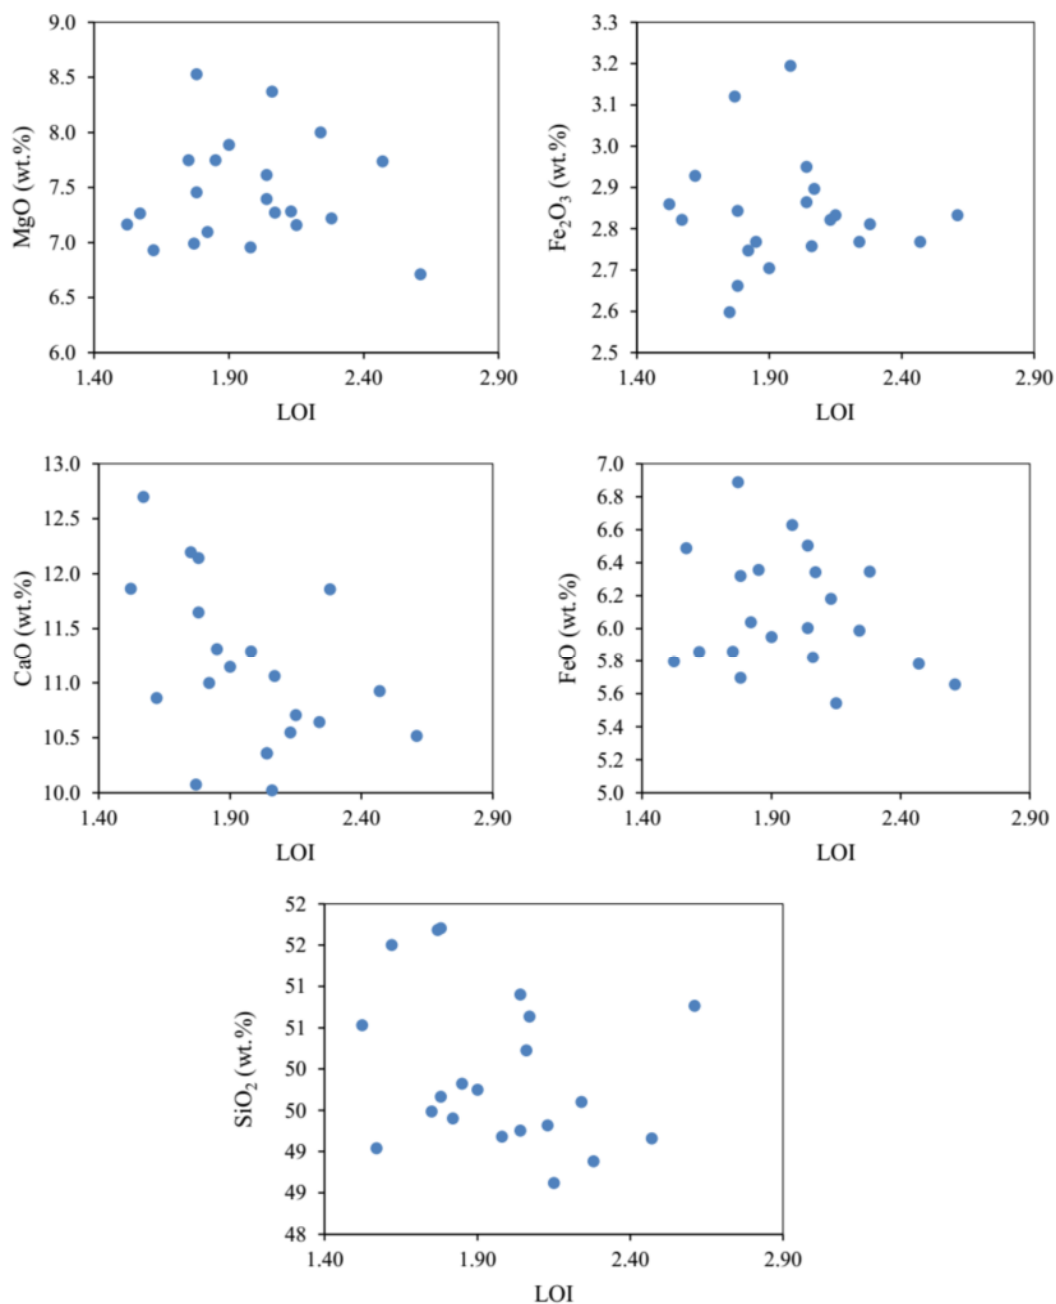 9.0
8.5
8.0
7.5
7.0
6.5
6.0
MgO (wt.%)
1.40 1.90 2.40 2.90
LOI
3.3
3.2
3.1
3.0
2.9
2.8
2.7
2.6
2.5
Fe₂O₃ (wt.%)
1.40 1.90 2.40 2.90
LOI
13.0
12.5
12.0
11.5
11.0
10.5
10.0
CaO (wt.%)
1.40 1.90 2.40 2.90
LOI
7.0
6.8
6.6
6.4
6.2
6.0
5.8
5.6
5.4
5.2
5.0
FeO (wt.%)
1.40 1.90 2.40 2.90
LOI
52
52
51
51
50
50
49
49
48
SiO₂ (wt.%)
1.40 1.90 2.40 2.90
LOI